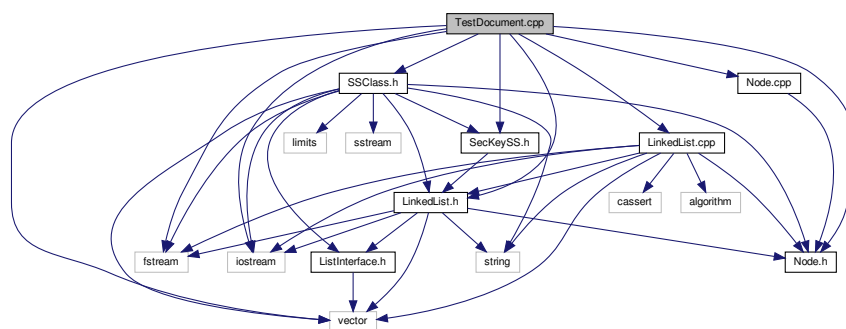 TestDocument.cpp
SSClass.h
Node.cpp
limits
sstream
SecKeySS.h
LinkedList.cpp
LinkedList.h
cassert
algorithm
fstream
iostream
ListInterface.h
string
Node.h
vector